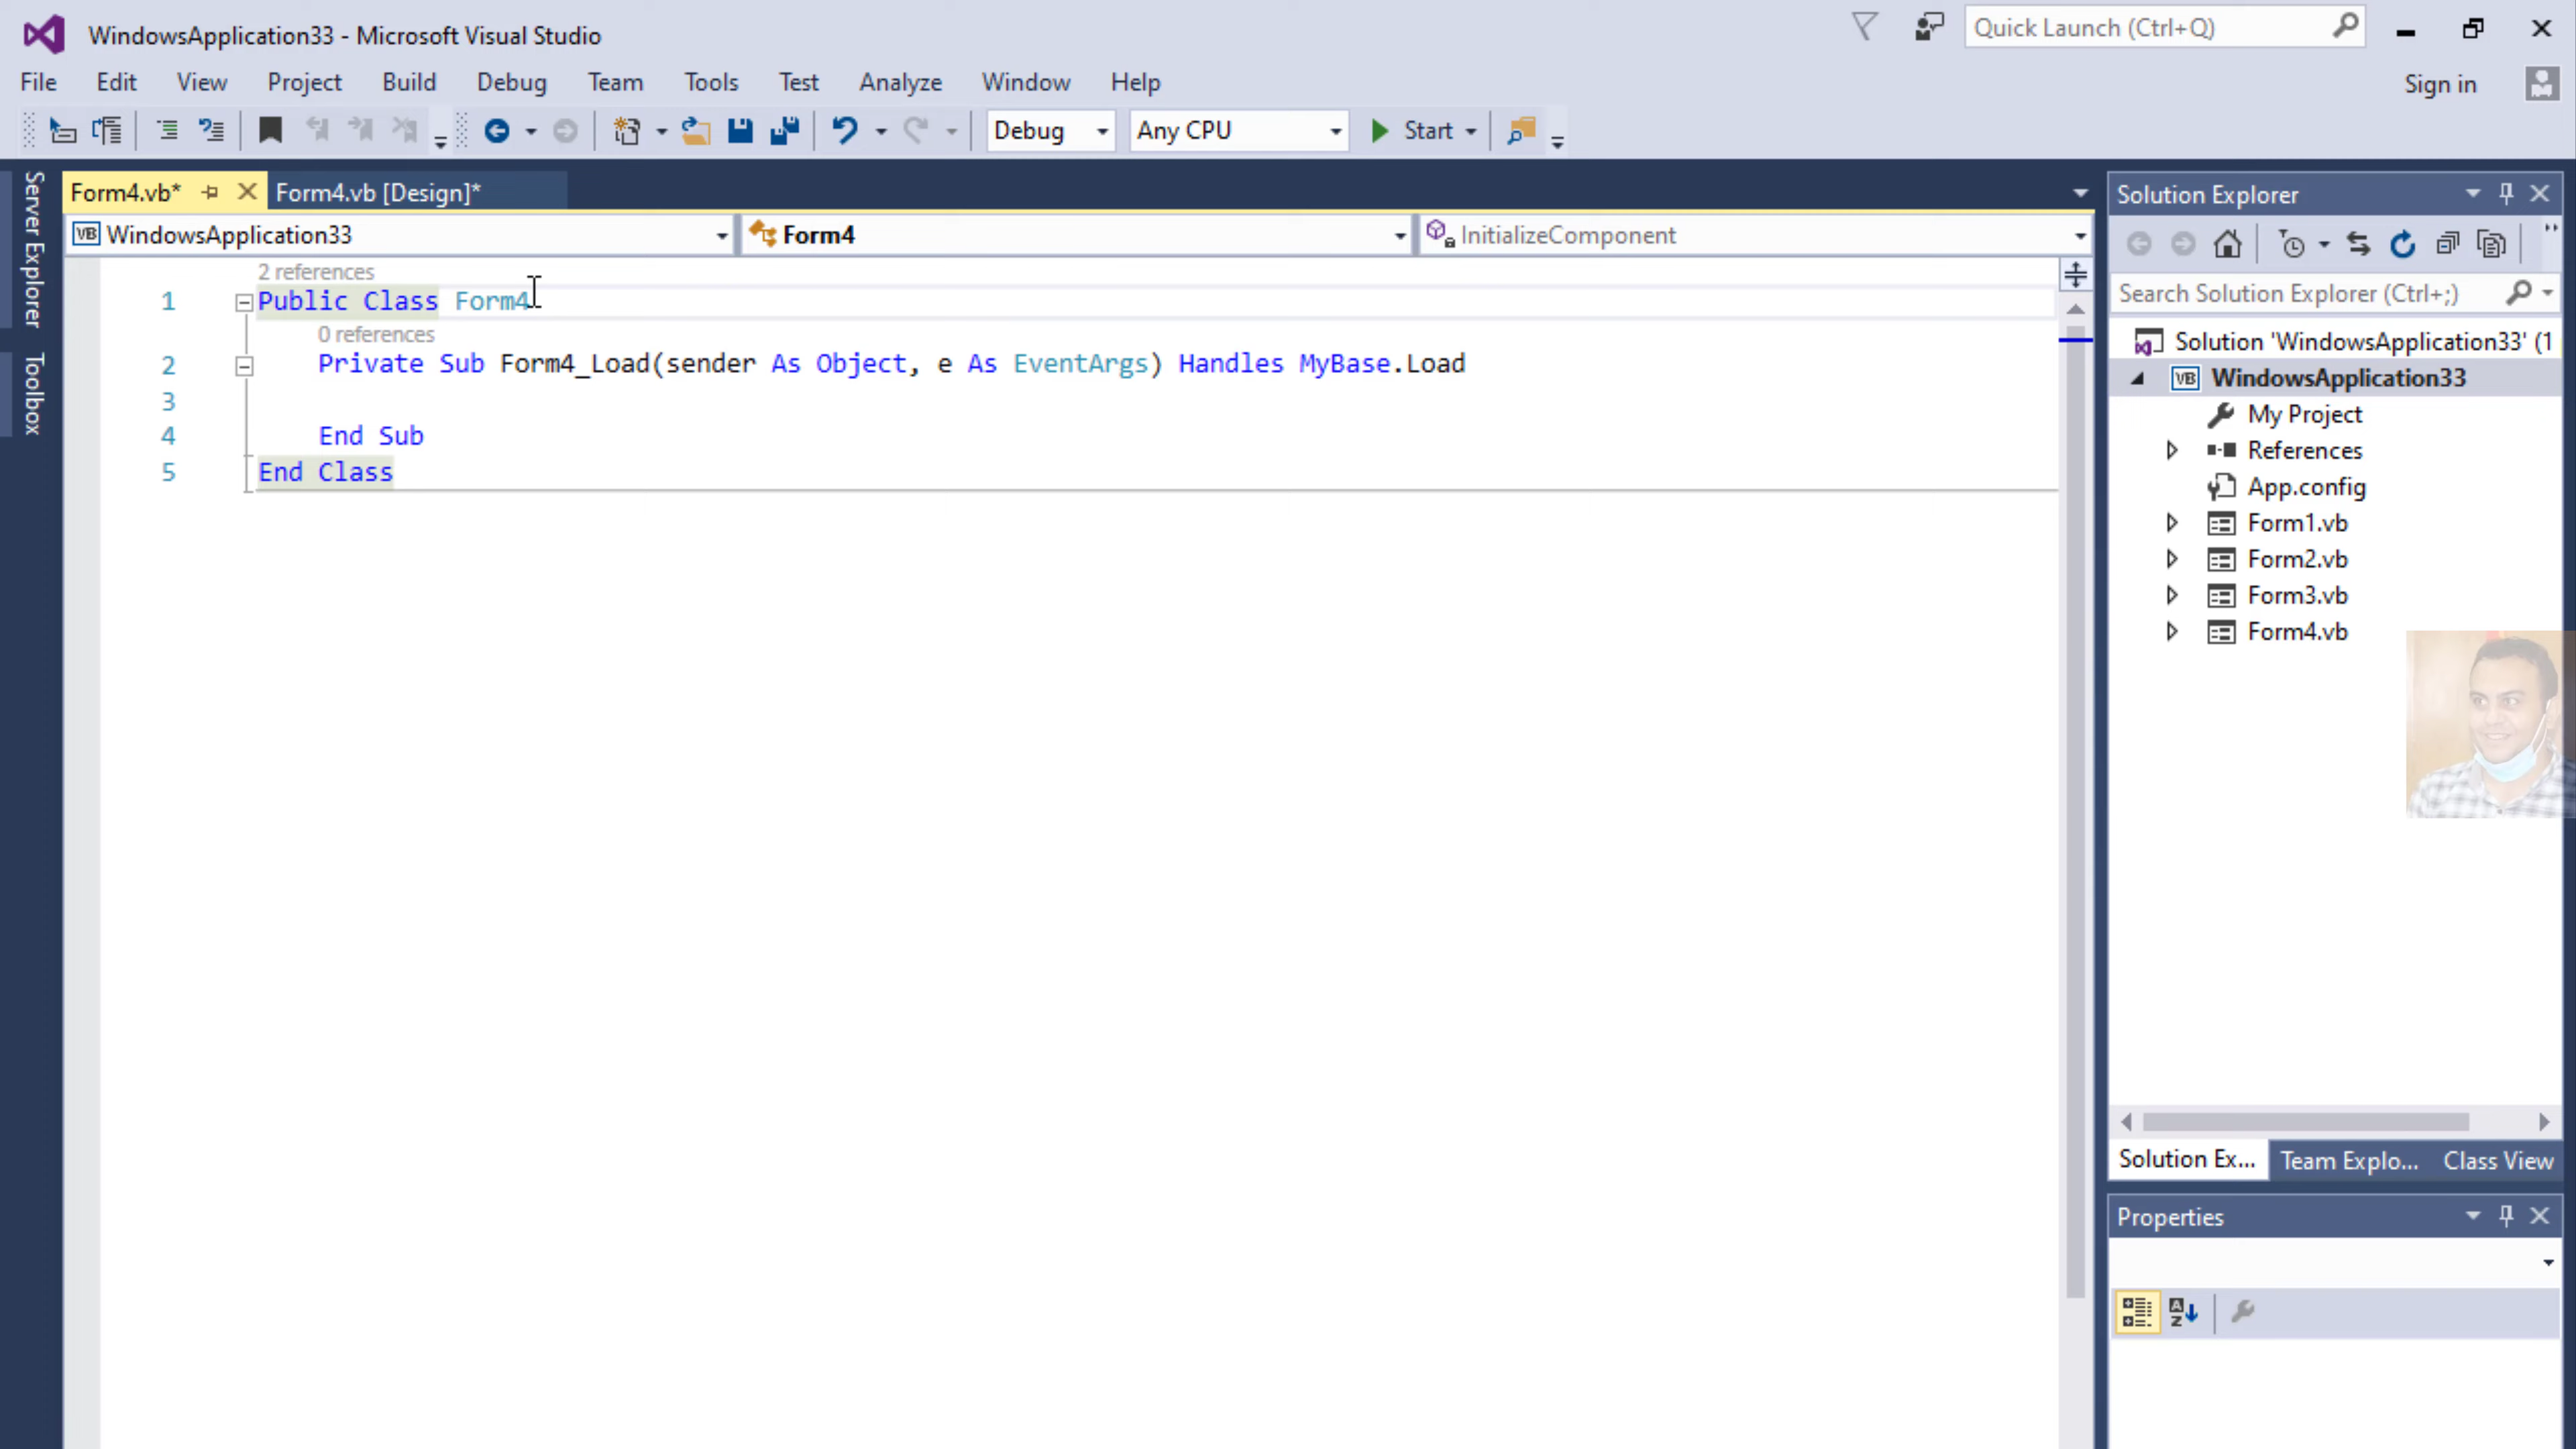 WindowsApplication33 - Microsoft Visual Studio
Quick Launch (Ctrl+Q)
File Edit View Project Build Debug Team Tools Test Analyze Window Help
Sign in
Debug Any CPU Start
Server Explorer
Toolbox
Form4.vb* Form4.vb [Design]*
VB WindowsApplication33 Form4 InitializeComponent
2 references
1 Public Class Form4
0 references
2 Private Sub Form4_Load(sender As Object, e As EventArgs) Handles MyBase.Load
3
4 End Sub
5 End Class
Solution Explorer
Search Solution Explorer (Ctrl+;)
Solution 'WindowsApplication33' (1
VB WindowsApplication33
My Project
References
App.config
Form1.vb
Form2.vb
Form3.vb
Form4.vb
Solution Ex... Team Explo... Class View
Properties